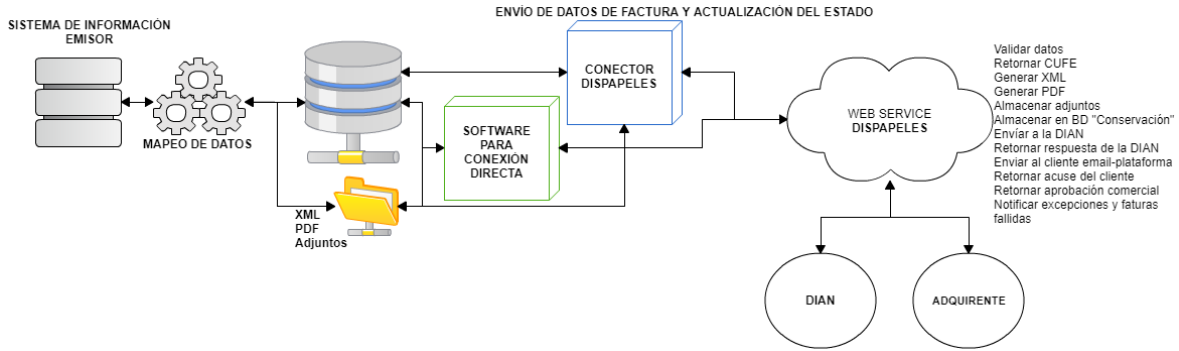 ENVÍO DE DATOS DE FACTURA Y ACTUALIZACIÓN DEL ESTADO
SISTEMA DE INFORMACIÓN
EMISOR
MAPEO DE DATOS
XML
PDF
Adjuntos
CONECTOR
DISPAPELES
SOFTWARE
PARA
CONEXIÓN
DIRECTA
WEB SERVICE
DISPAPELES
Validar datos
Retornar CUFE
Generar XML
Generar PDF
Almacenar adjuntos
Almacenar en BD "Conservación"
Envíar a la DIAN
Retornar respuesta de la DIAN
Enviar al cliente email-plataforma
Retornar acuse del cliente
Retornar aprobación comercial
Notificar excepciones y faturas
fallidas
DIAN
ADQUIRENTE